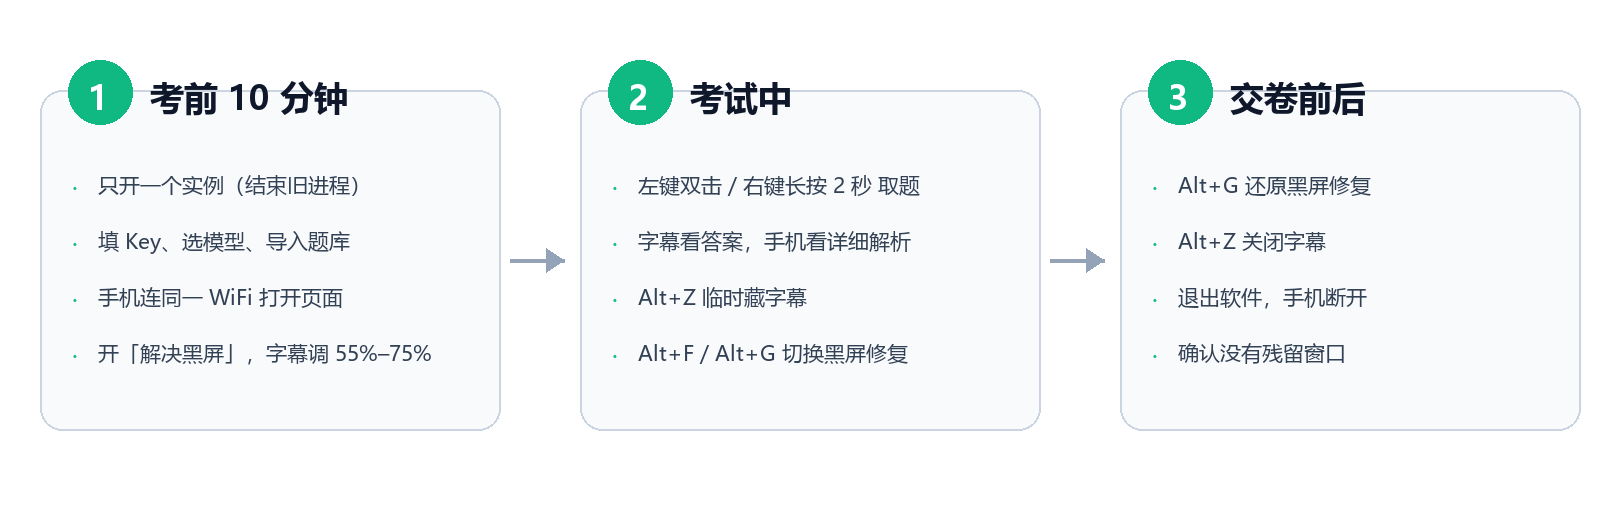 1 考前 10 分钟
· 只开一个实例（结束旧进程）
· 填 Key、选模型、导入题库
· 手机连同一 WiFi 打开页面
· 开「解决黑屏」，字幕调 55%–75%
2 考试中
· 左键双击 / 右键长按 2 秒 取题
· 字幕看答案，手机看详细解析
· Alt+Z 临时藏字幕
· Alt+F / Alt+G 切换黑屏修复
3 交卷前后
· Alt+G 还原黑屏修复
· Alt+Z 关闭字幕
· 退出软件，手机断开
· 确认没有残留窗口